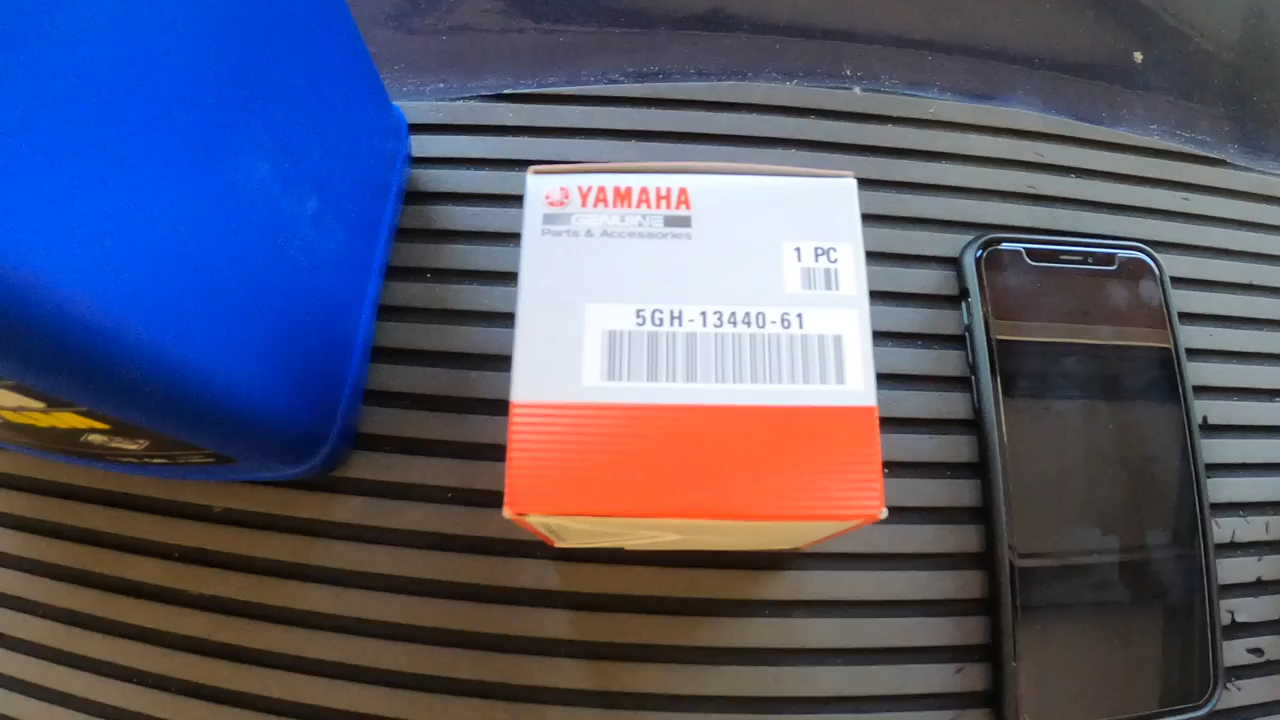 YAMAHA
GENUINE
Parts & Accessories
1 PC
5GH-13440-61